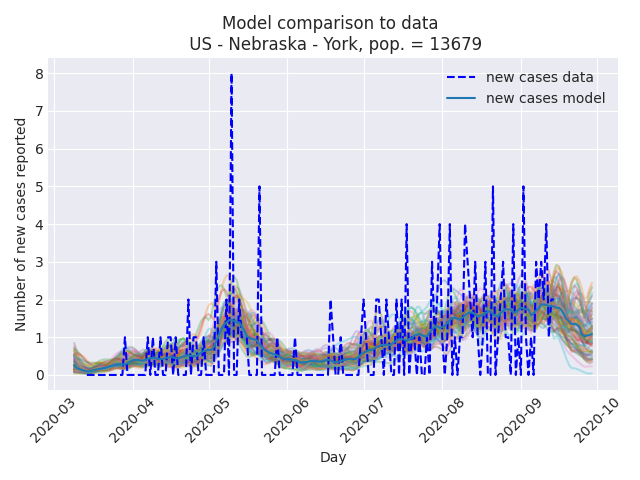 Model comparison to data
US - Nebraska - York, pop. = 13679
new cases data
new cases model
Number of new cases reported
8
7
6
5
4
3
2
1
0
2020-03
2020-04
2020-05
2020-06
2020-07
2020-08
2020-09
2020-10
Day